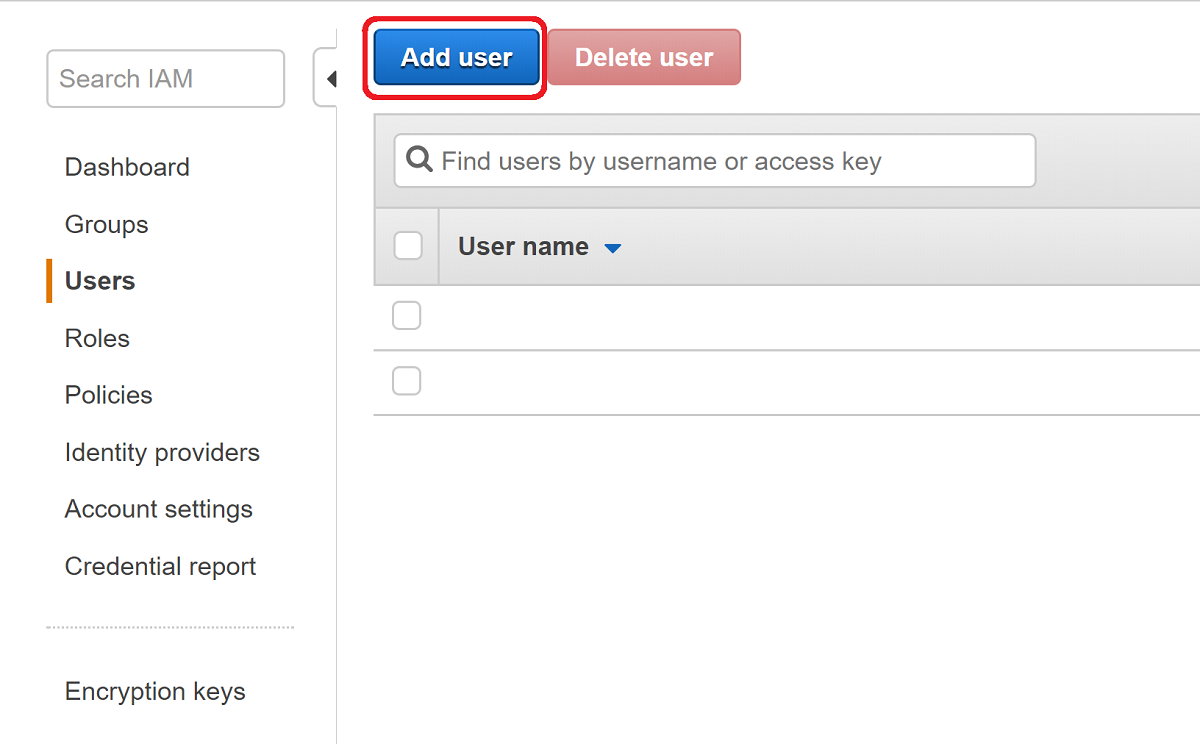 Search IAM
Dashboard
Groups
Users
Roles
Policies
Identity providers
Account settings
Credential report
Encryption keys
Add user
Delete user
Find users by username or access key
User name